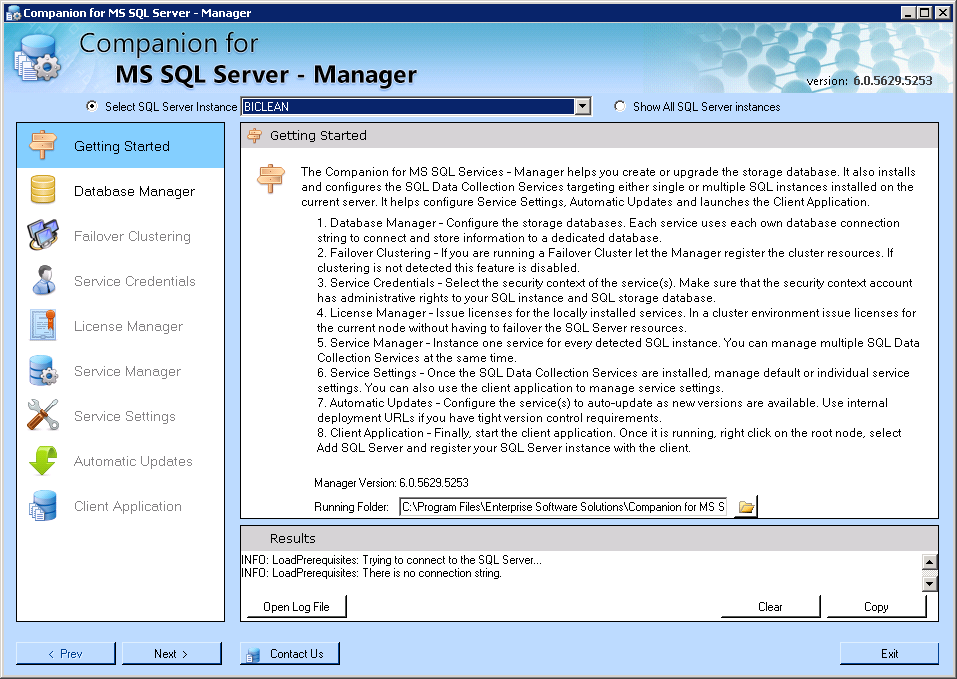 Companion for MS SQL Server - Manager
Companion for
MS SQL Server - Manager
version: 6.0.5629.5253
Select SQL Server Instance
BICLEAN
Show All SQL Server instances
Getting Started
Database Manager
Failover Clustering
Service Credentials
License Manager
Service Manager
Service Settings
Automatic Updates
Client Application
Getting Started
The Companion for MS SQL Services - Manager helps you create or upgrade the storage database. It also installs
and configures the SQL Data Collection Services targeting either single or multiple SQL instances installed on the
current server. It helps configure Service Settings, Automatic Updates and launches the Client Application.
1. Database Manager - Configure the storage databases. Each service uses each own database connection
string to connect and store information to a dedicated database.
2. Failover Clustering - If you are running a Failover Cluster let the Manager register the cluster resources. If
clustering is not detected this feature is disabled.
3. Service Credentials - Select the security context of the service(s). Make sure that the security context account
has administrative rights to your SQL instance and SQL storage database.
4. License Manager - Issue licenses for the locally installed services. In a cluster environment issue licenses for
the current node without having to failover the SQL Server resources.
5. Service Manager - Instance one service for every detected SQL instance. You can manage multiple SQL Data
Collection Services at the same time.
6. Service Settings - Once the SQL Data Collection Services are installed, manage default or individual service
settings. You can also use the client application to manage service settings.
7. Automatic Updates - Configure the service(s) to auto-update as new versions are available. Use internal
deployment URLs if you have tight version control requirements.
8. Client Application - Finally, start the client application. Once it is running, right click on the root node, select
Add SQL Server and register your SQL Server instance with the client.
Manager Version: 6.0.5629.5253
Running Folder: C:\Program Files\Enterprise Software Solutions\Companion for MS S
Results
INFO: LoadPrerequisites: Trying to connect to the SQL Server...
INFO: LoadPrerequisites: There is no connection string.
Open Log File
Clear
Copy
< Prev
Next >
Contact Us
Exit